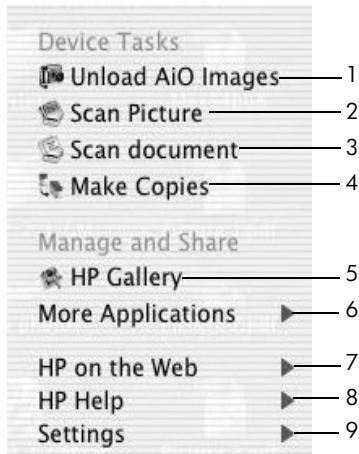 Device Tasks
Unload AiO Images 1
Scan Picture 2
Scan document 3
Make Copies 4
Manage and Share
HP Gallery 5
More Applications 6
HP on the Web 7
HP Help 8
Settings 9